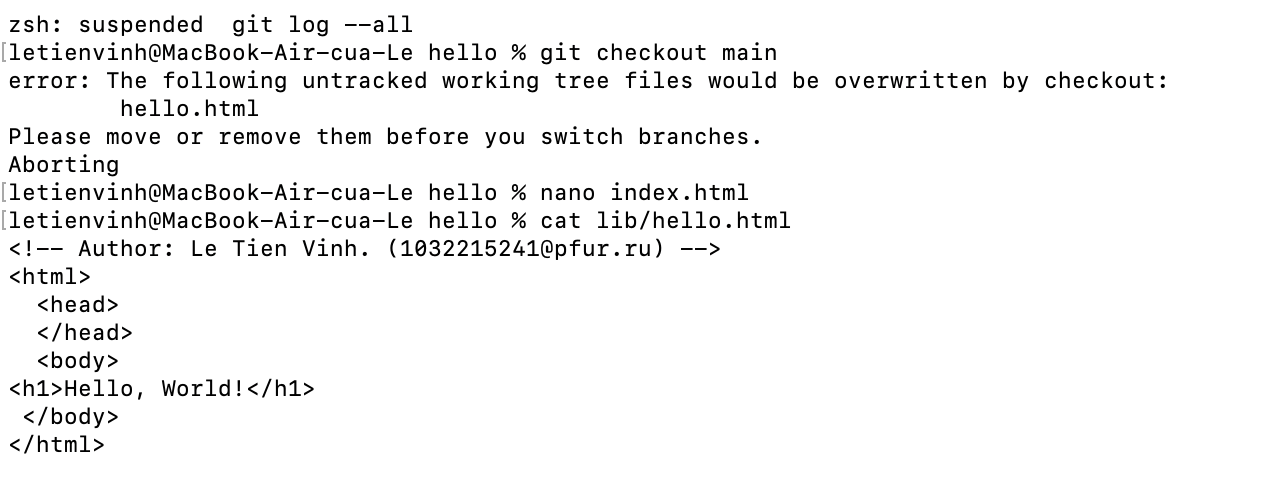 zsh: suspended  git log --all
[letienvinh@MacBook-Air-cua-Le hello % git checkout main
error: The following untracked working tree files would be overwritten by checkout:
        hello.html
Please move or remove them before you switch branches.
Aborting
[letienvinh@MacBook-Air-cua-Le hello % nano index.html
[letienvinh@MacBook-Air-cua-Le hello % cat lib/hello.html
<!-- Author: Le Tien Vinh. (1032215241@pfur.ru) -->
<html>
  <head>
  </head>
  <body>
<h1>Hello, World!</h1>
 </body>
</html>